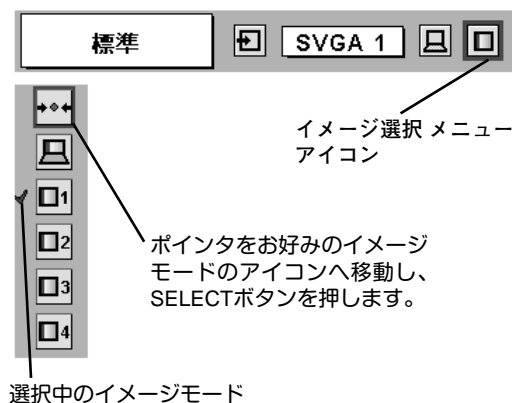 標準
SVGA 1
イメージ選択 メニュー
アイコン
1
2
3
4
ポインタをお好みのイメージ
モードのアイコンへ移動し、
SELECTボタンを押します。
選択中のイメージモード